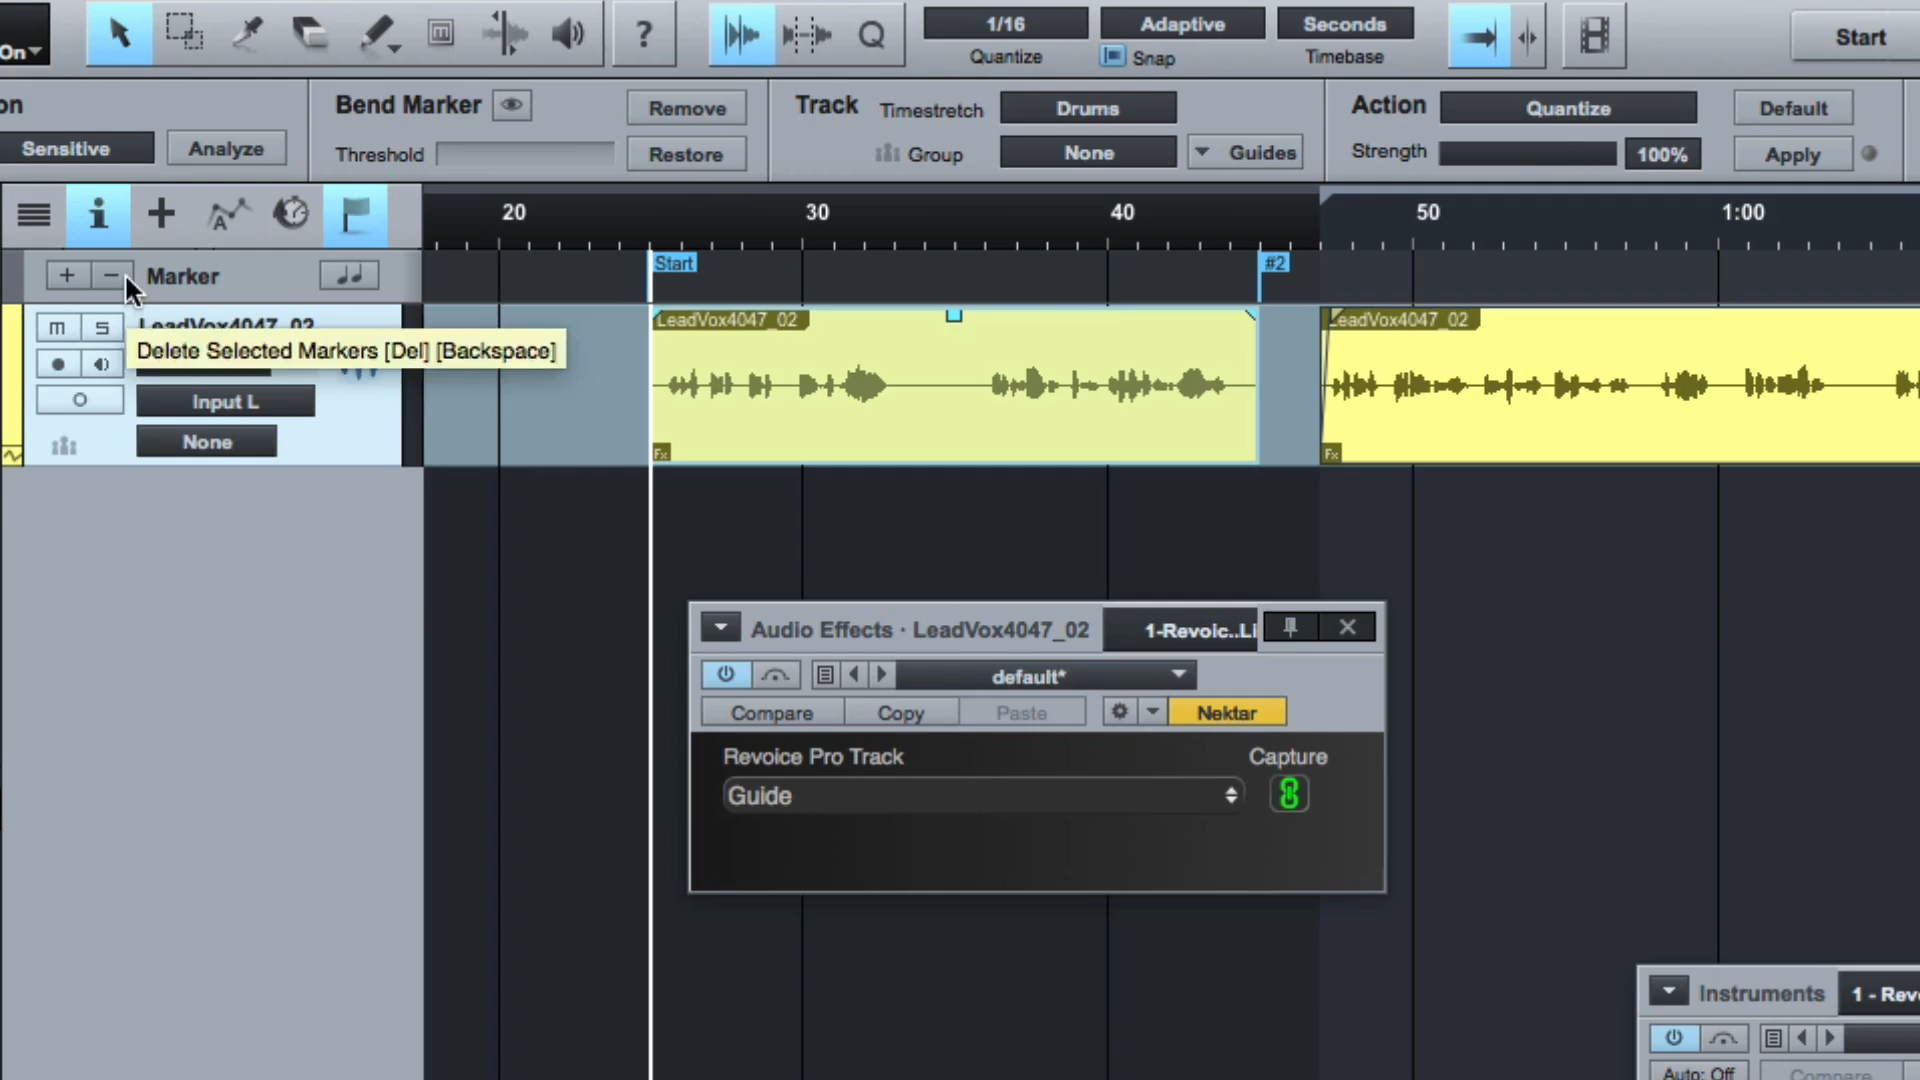 On
?
Q
1/16
Quantize
Adaptive
Snap
Seconds
Timebase
Start
on
Bend Marker
Remove
Track
Timestretch
Drums
Action
Quantize
Default
Sensitive
Analyze
Threshold
Restore
Group
None
Guides
Strength
100%
Apply
i
+
A
20
30
40
50
1:00
+ − Marker
Start
#2
m S LeadVox4047_02
Delete Selected Markers [Del] [Backspace]
LeadVox4047_02
LeadVox4047_02
Input L
None
Fx
Fx
Audio Effects · LeadVox4047_02
1-Revoic..Li
default*
Compare
Copy
Paste
Nektar
Revoice Pro Track
Capture
Guide
Instruments
1 - Rev
Auto: Off
Compare